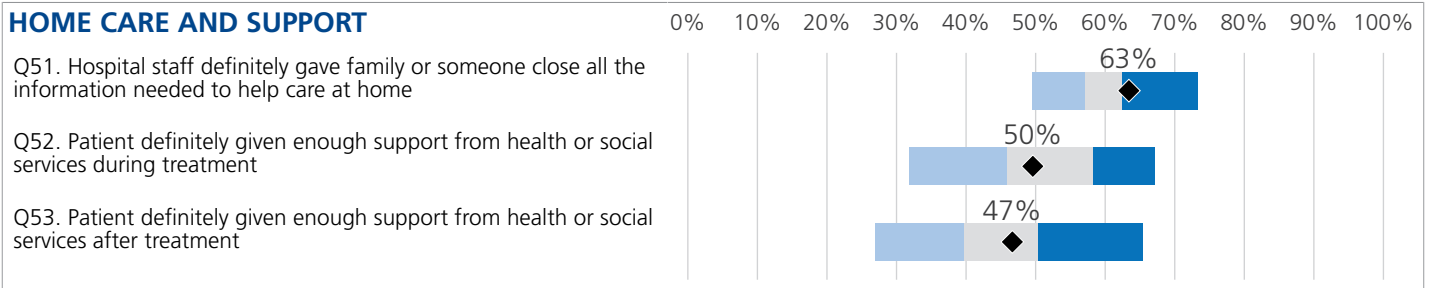 HOME CARE AND SUPPORT
0% 10% 20% 30% 40% 50% 60% 70% 80% 90% 100%
Q51. Hospital staff definitely gave family or someone close all the
information needed to help care at home
63%
Q52. Patient definitely given enough support from health or social
services during treatment
50%
Q53. Patient definitely given enough support from health or social
services after treatment
47%